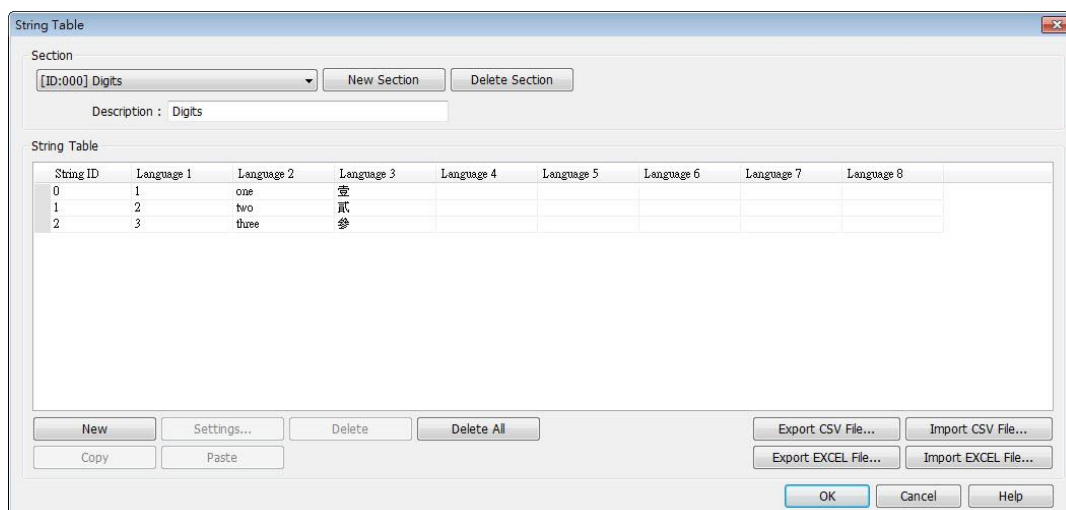 String Table
Section
[ID:000] Digits New Section Delete Section
Description : Digits
String Table
String ID Language 1 Language 2 Language 3 Language 4 Language 5 Language 6 Language 7 Language 8
0 1 one 壹
1 2 two 貳
2 3 three 參
New Settings... Delete Delete All Export CSV File... Import CSV File...
Copy Paste Export EXCEL File... Import EXCEL File...
OK Cancel Help